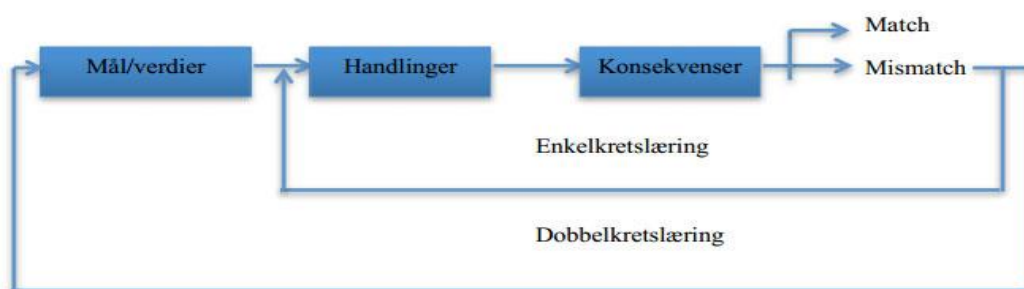 Match
Mål/verdier
Handlinger
Konsekvenser
Mismatch
Enkelkretslæring
Dobbelkretslæring